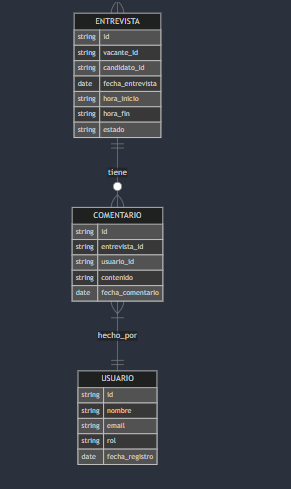 ENTREVISTA
string id
string vacante_id
string candidato_id
date fecha_entrevista
string hora_inicio
string hora_fin
string estado
tiene
COMENTARIO
string id
string entrevista_id
string usuario_id
string contenido
date fecha_comentario
hecho_por
USUARIO
string id
string nombre
string email
string rol
date fecha_registro